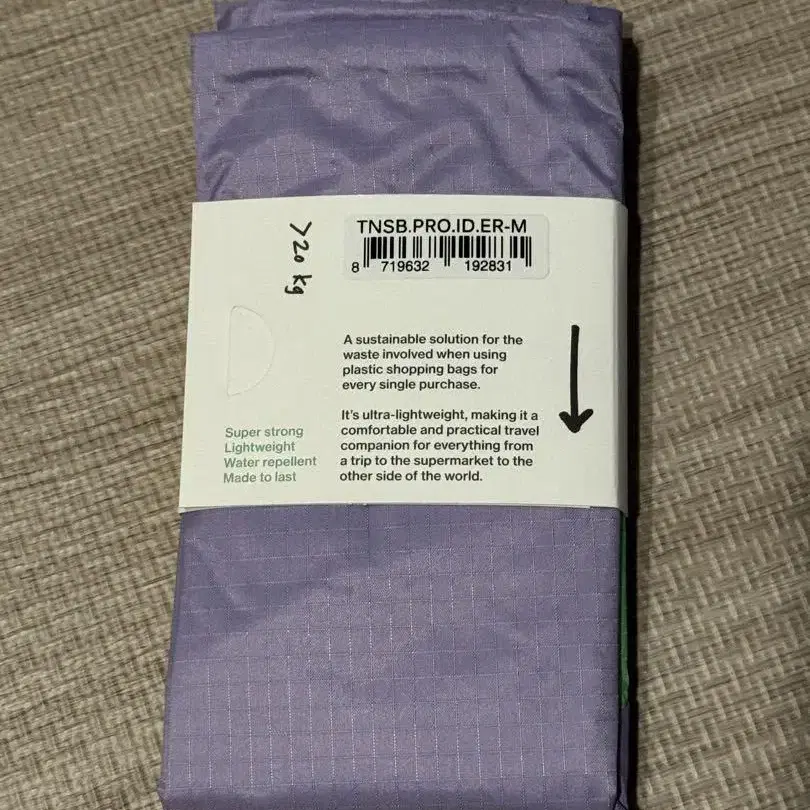 >20 kg
TNSB.PRO.ID.ER-M
8 719632 192831
A sustainable solution for the
waste involved when using
plastic shopping bags for
every single purchase.
It's ultra-lightweight, making it a
comfortable and practical travel
companion for everything from
a trip to the supermarket to the
other side of the world.
Super strong
Lightweight
Water repellent
Made to last